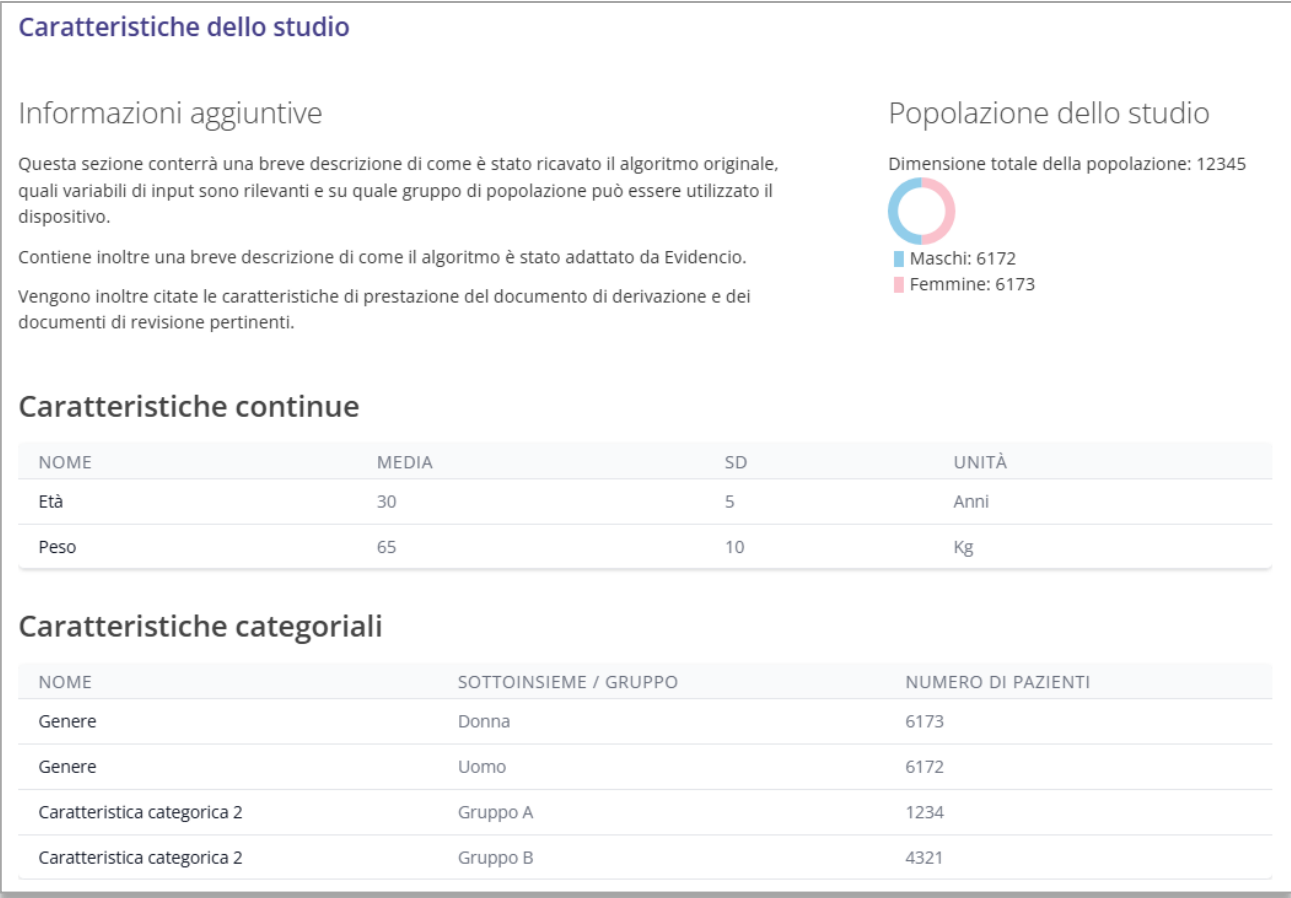 Caratteristiche dello studio
Informazioni aggiuntive
Questa sezione conterrà una breve descrizione di come è stato ricavato il algoritmo originale,
quali variabili di input sono rilevanti e su quale gruppo di popolazione può essere utilizzato il
dispositivo.
Contiene inoltre una breve descrizione di come il algoritmo è stato adattato da Evidencio.
Vengono inoltre citate le caratteristiche di prestazione del documento di derivazione e dei
documenti di revisione pertinenti.
Popolazione dello studio
Dimensione totale della popolazione: 12345
Maschi: 6172
Femmine: 6173
Caratteristiche continue
NOME MEDIA SD UNITÀ
Età 30 5 Anni
Peso 65 10 Kg
Caratteristiche categoriali
NOME SOTTOINSIEME / GRUPPO NUMERO DI PAZIENTI
Genere Donna 6173
Genere Uomo 6172
Caratteristica categorica 2 Gruppo A 1234
Caratteristica categorica 2 Gruppo B 4321